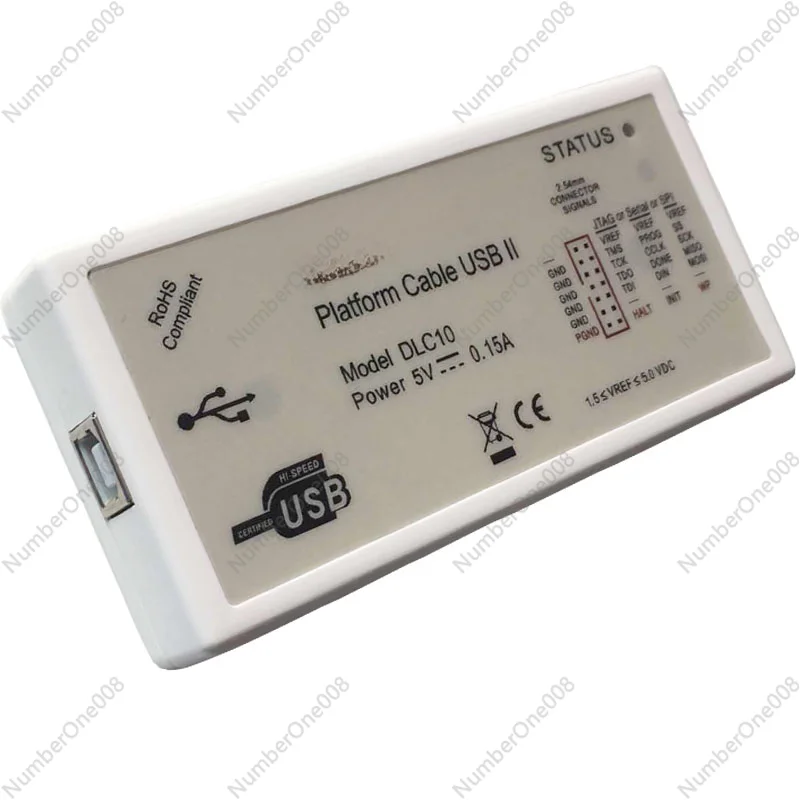 NumberOne008
STATUS
2.54mm
CONNECTOR
SIGNALS
JTAG or Serial or SPI
VREF VREF VREF
GND TMS PROG SS
GND TCK CCLK SCK
GND TDO DONE MISO
GND TDI DIN MOSI
GND
PGND HALT INIT WP
1.5≤VREF≤5.0 VDC
RoHS
Compliant
Platform Cable USB II
Model DLC10
Power 5V 0.15A
CE
HI-SPEED
CERTIFIED USB